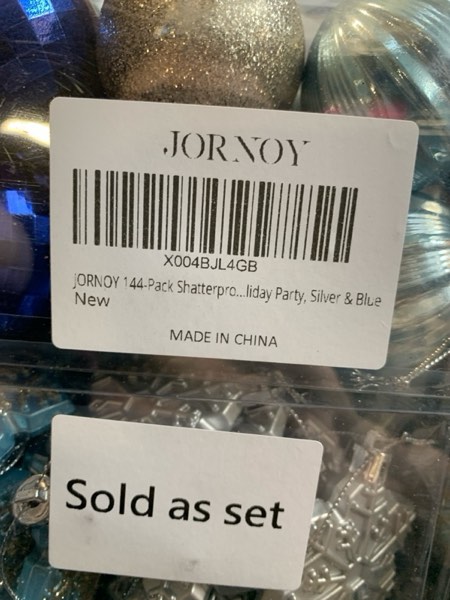 JORNOY
X004BJL4GB
JORNOY 144-Pack Shatterpro...liday Party, Silver & Blue
New
MADE IN CHINA
Sold as set